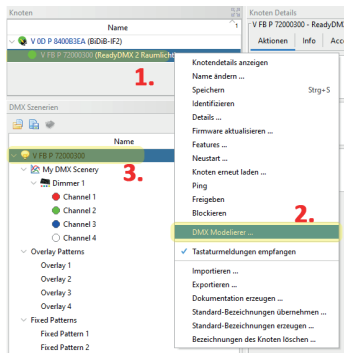 Knoten
Name
V 0D P 8400B3EA (BiDiB-IF2)
V FB P 72000300 (ReadyDMX 2 Raumlicht
1.
DMX Szenerien
Name
V FB P 72000300
3.
My DMX Scenery
Dimmer 1
Channel 1
Channel 2
Channel 3
Channel 4
Overlay Patterns
Overlay 1
Overlay 2
Overlay 3
Overlay 4
Fixed Patterns
Fixed Pattern 1
Fixed Pattern 2
Knoten Details
V FB P 72000300 - ReadyDMX
Aktionen Info Acce
Knotendetails anzeigen
Name ändern ...
Speichern Strg+S
Identifizieren
Details ...
Firmware aktualisieren ...
Features ...
Neustart ...
Knoten erneut laden ...
Ping
Freigeben
Blockieren
2.
DMX Modelierer ...
Tastaturmeldungen empfangen
Importieren ...
Exportieren ...
Dokumentation erzeugen ...
Standard-Bezeichnungen übernehmen ...
Standard-Bezeichnungen erzeugen ...
Bezeichnungen des Knoten löschen ...